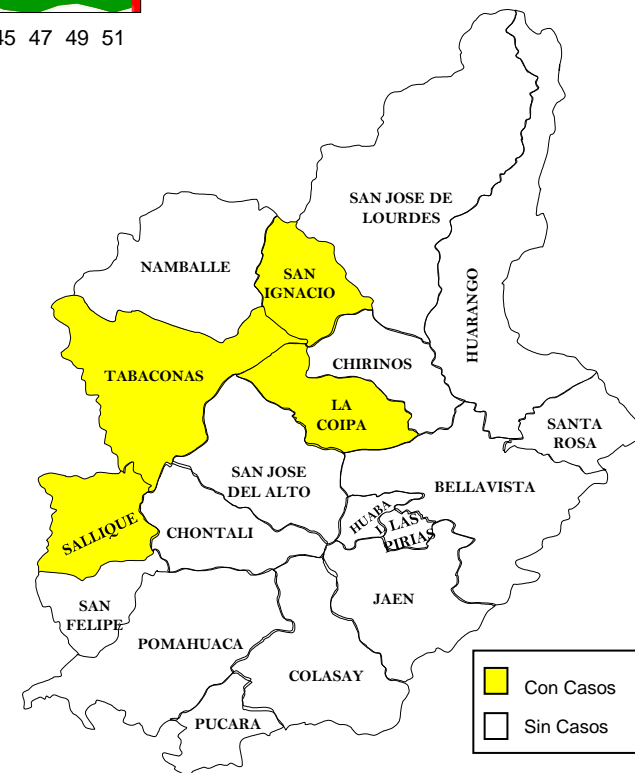 45 47 49 51
SAN JOSE DE
LOURDES
NAMBALLE
SAN
IGNACIO
HUARANGO
CHIRINOS
TABACONAS
LA
COIPA
SANTA
ROSA
SAN JOSE
DEL ALTO
BELLAVISTA
HUABA
L
LAS
PIRIAS
SALLIQUE
CHONTALI
JAEN
SAN
FELIPE
POMAHUACA
COLASAY
PUCARA
Con Casos
Sin Casos